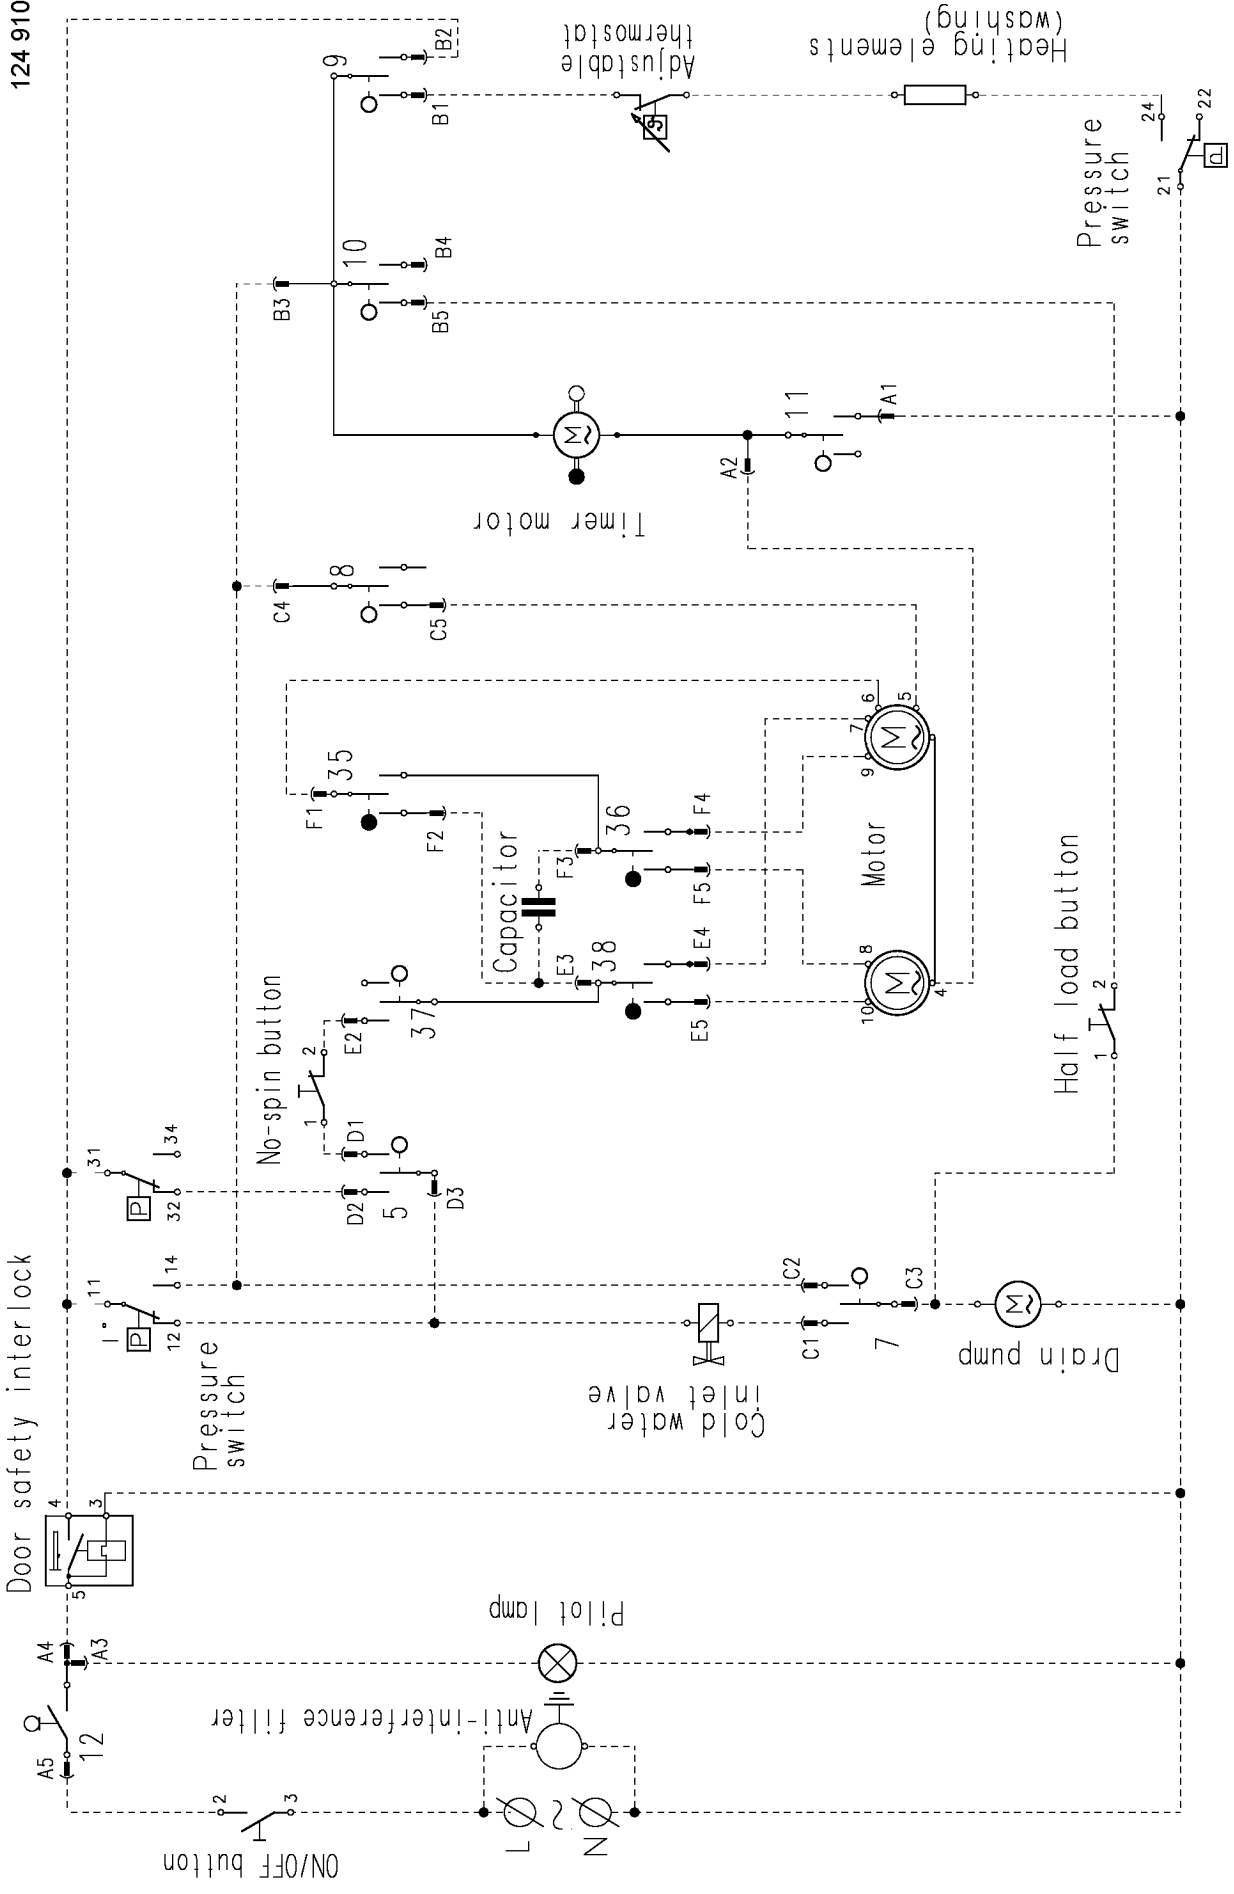 124 910
Door safety interlock
4
3
5
A4
A3
12
A5
2
3
ON/OFF button
L
N
Anti-interference filter
Pilot lamp
Pressure
switch
1°
P
11
12
14
P
31
32
34
D2
D1
5
D3
No-spin button
1
2
E2
37
Cold water
inlet valve
C1
C2
7
C3
M
Drain pump
Half load button
1
2
F1
35
F2
Capacitor
F3
36
F4
F5
E3
38
E4
E5
Motor
M
10
8
4
M
9
7
6
5
C4
8
C5
Timer motor
M
A2
11
A1
B3
10
B4
B5
9
B2
B1
Adjustable
thermostat
Heating elements
(washing)
Pressure
switch
21
22
24
P